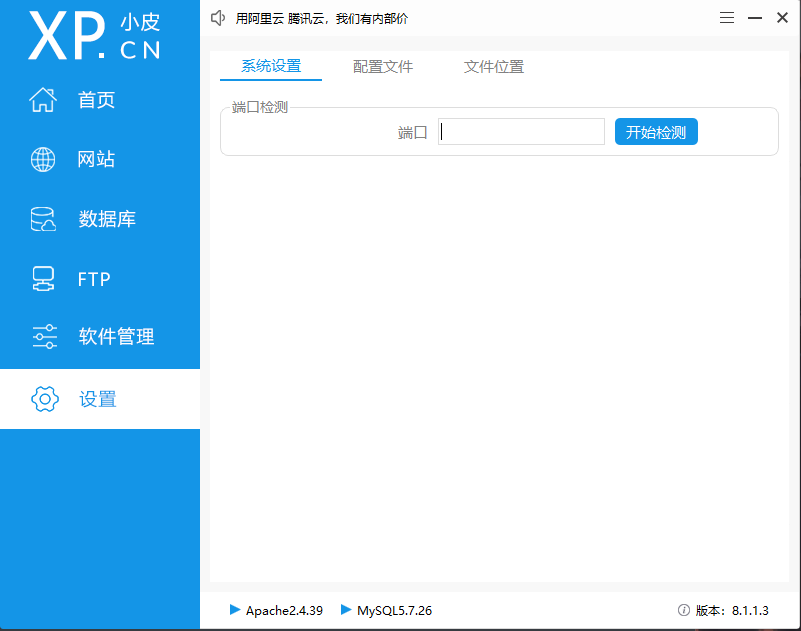 XP. 小皮 CN
用阿里云 腾讯云，我们有内部价
首页
网站
数据库
FTP
软件管理
设置
系统设置 配置文件 文件位置
端口检测
端口 开始检测
Apache2.4.39 MySQL5.7.26 版本：8.1.1.3